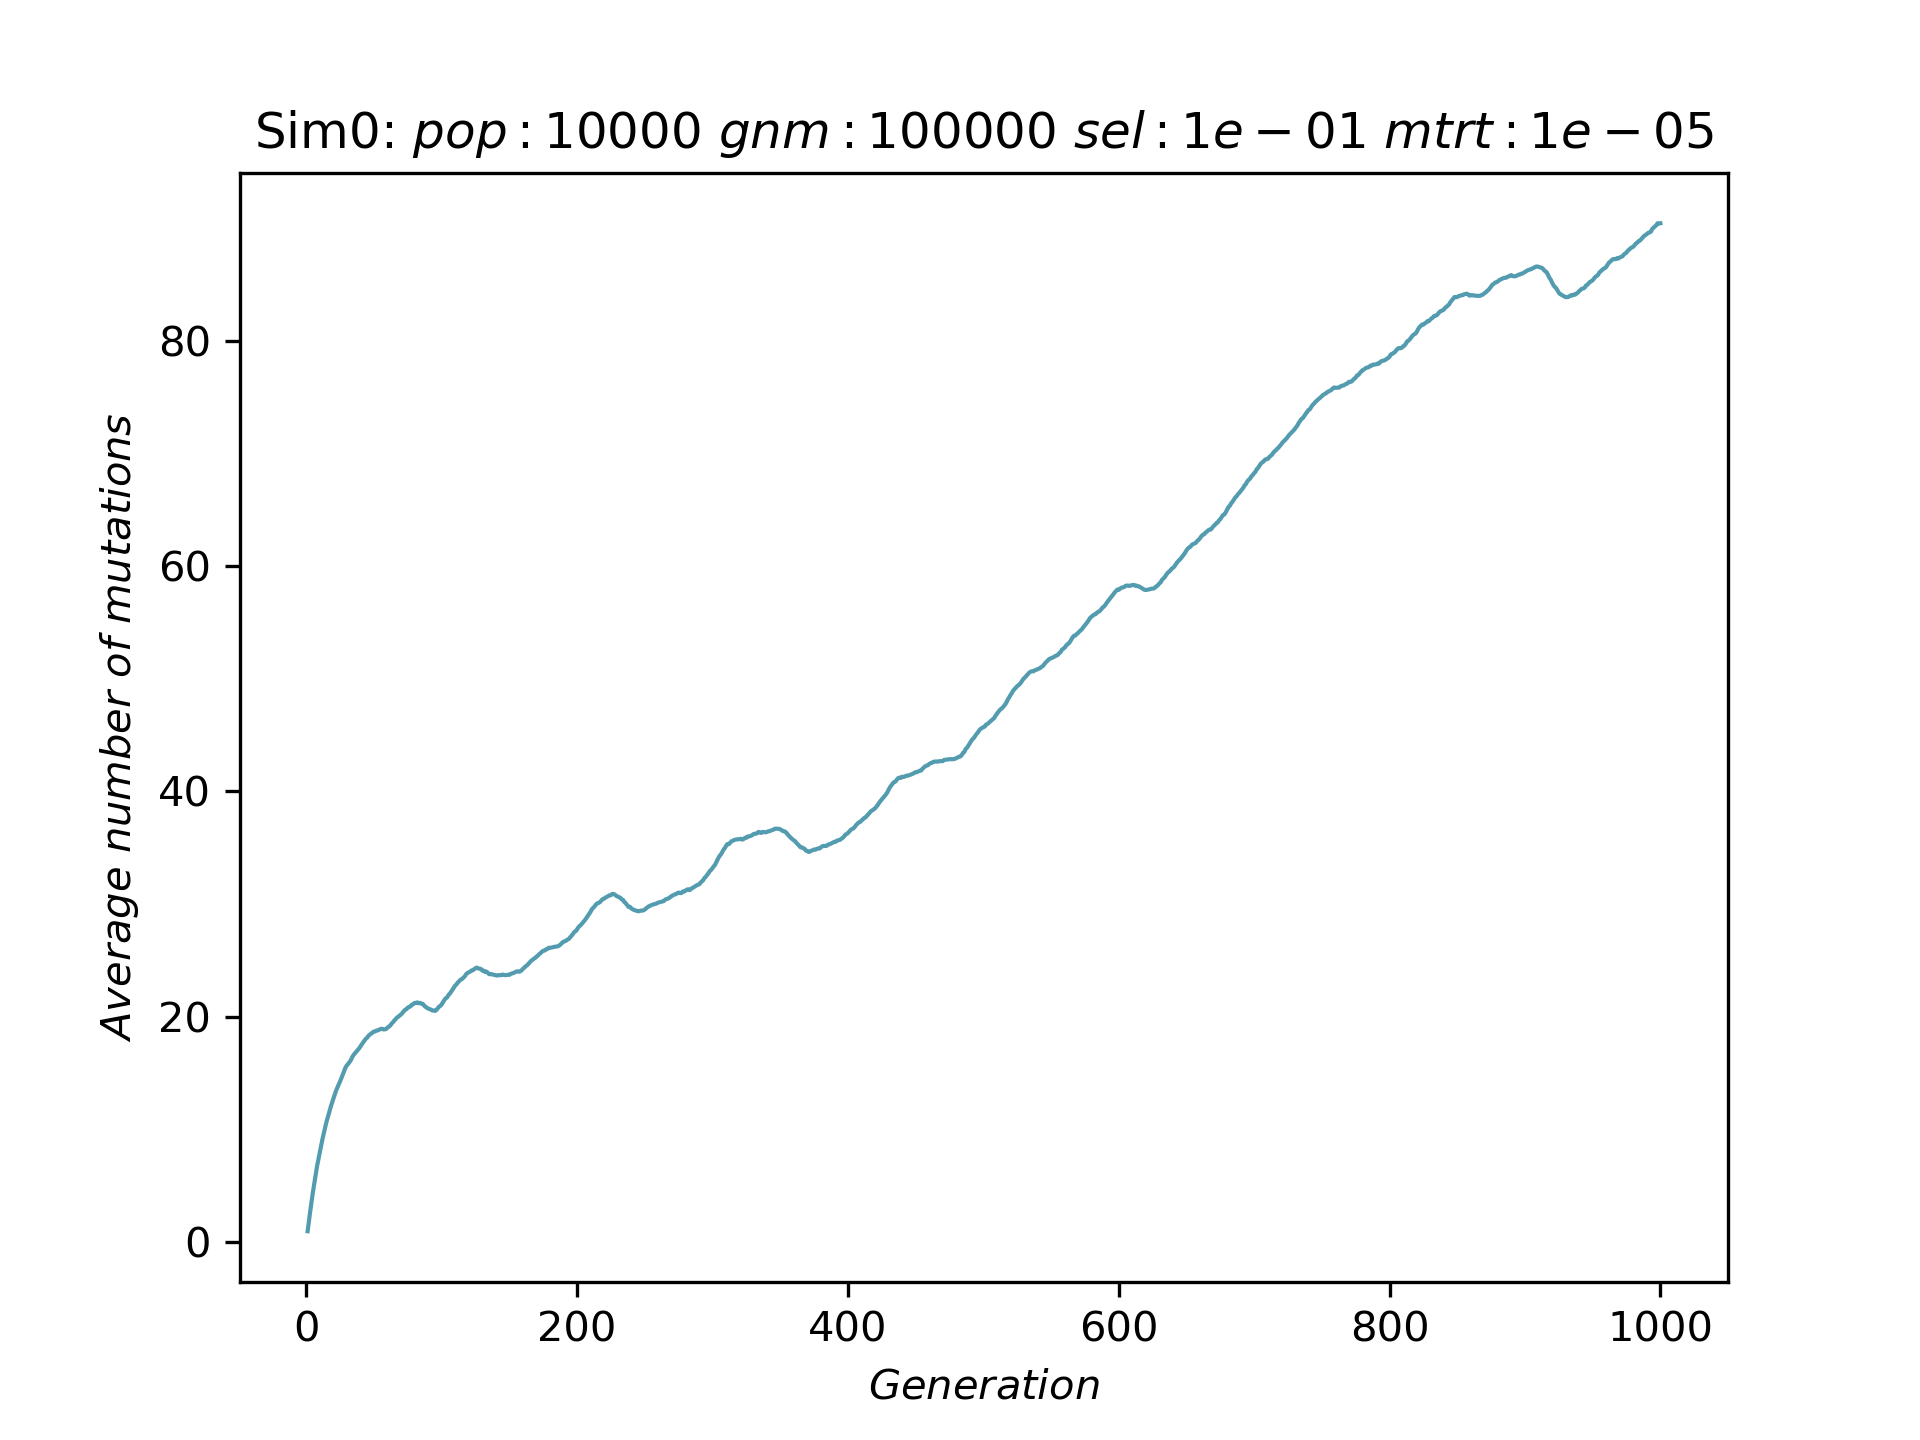 Sim0: pop : 10000 gnm : 100000 sel : 1e − 01 mtrt : 1e − 05
Average number of mutations
80
60
40
20
0
0 200 400 600 800 1000
Generation